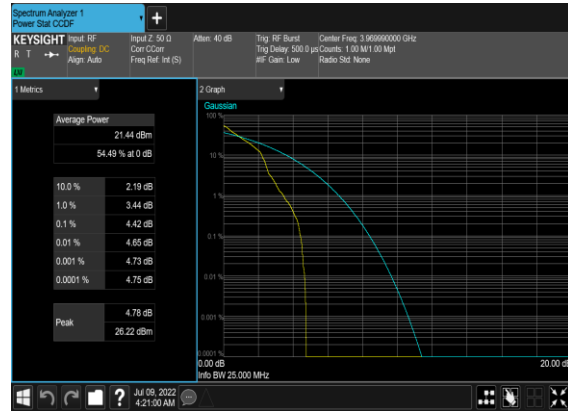 Spectrum Analyzer 1
Power Stat CCDF
KEYSIGHT
R T
Input: RF
Coupling: DC
Align: Auto
Input Z: 50 Ω
Corr CCorr
Freq Ref: Int (S)
Atten: 40 dB
Trig: RF Burst
Trig Delay: 500.0 µs
#IF Gain: Low
Center Freq: 3.969990000 GHz
Counts: 1.00 M/1.00 Mpt
Radio Std: None
1 Metrics
Average Power
21.44 dBm
54.49 % at 0 dB
10.0 % 2.19 dB
1.0 % 3.44 dB
0.1 % 4.42 dB
0.01 % 4.65 dB
0.001 % 4.73 dB
0.0001 % 4.75 dB
Peak 4.78 dB
26.22 dBm
2 Graph
Gaussian
100 %
10 %
1 %
0.1 %
0.01 %
0.001 %
0.0001 %
0.00 dB 20.00 dB
Info BW 25.000 MHz
Jul 09, 2022
4:21:00 AM